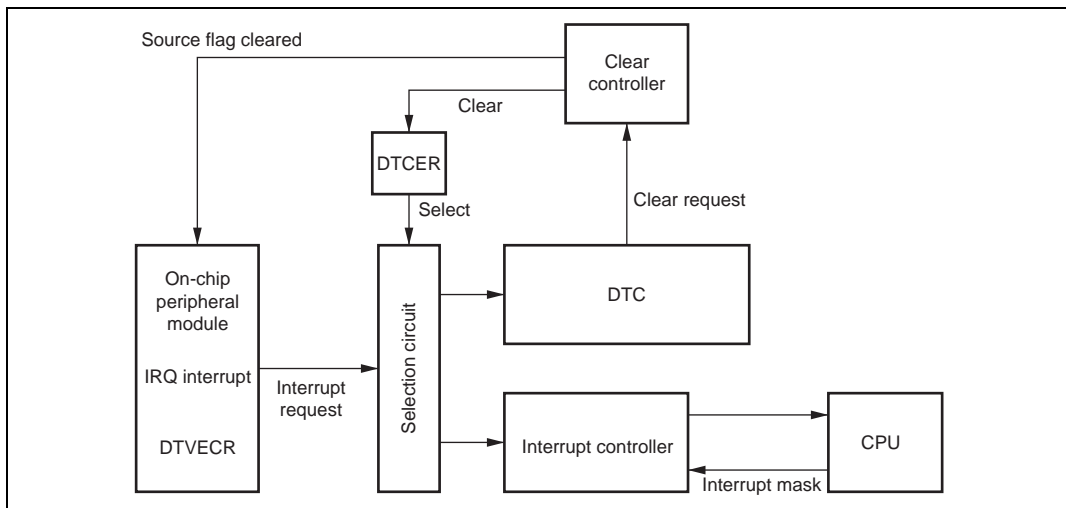 Source flag cleared
Clear
controller
Clear
DTCER
Select
Clear request
On-chip
peripheral
module
IRQ interrupt
DTVECR
Interrupt
request
Selection circuit
DTC
Interrupt controller
CPU
Interrupt mask